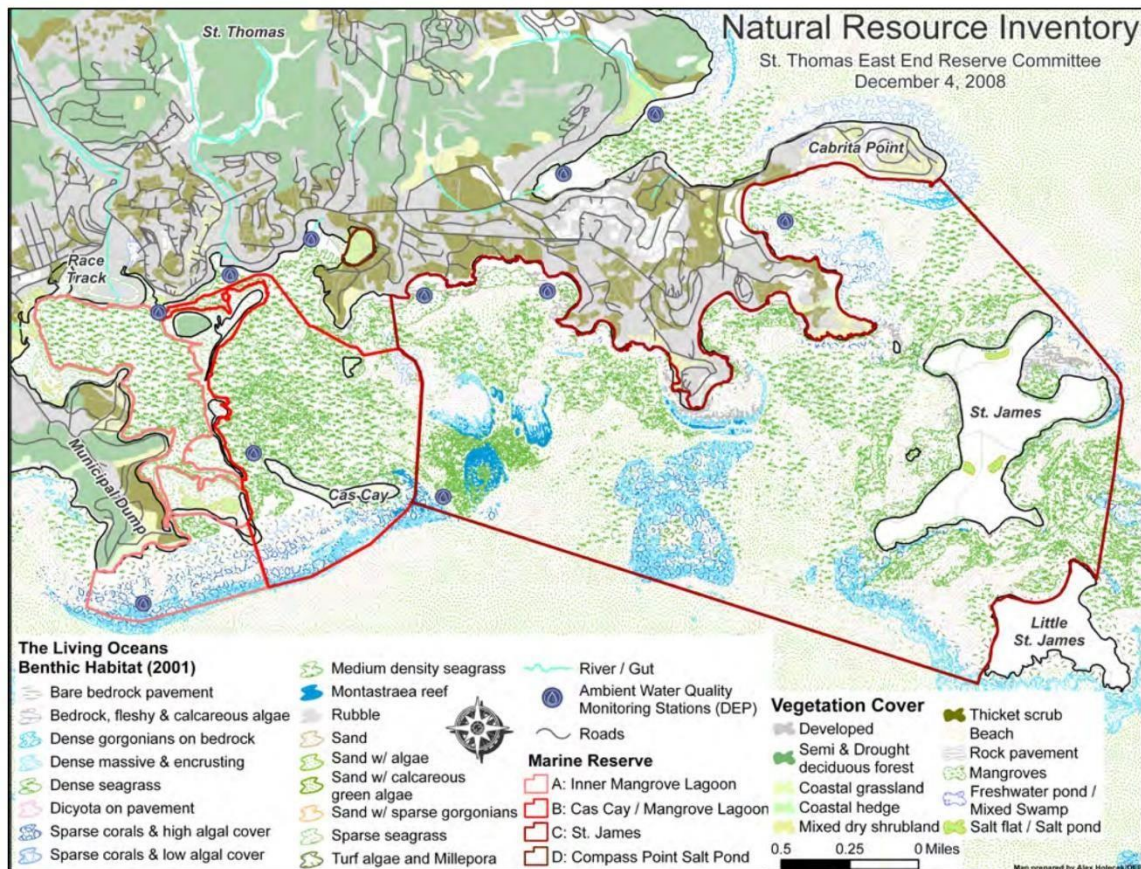 Natural Resource Inventory
St. Thomas East End Reserve Committee
December 4, 2008
St. Thomas
Cabrita Point
Race
Track
St. James
Municipal Dump
Cas Cay
Little
St. James
The Living Oceans
Benthic Habitat (2001)
Bare bedrock pavement
Bedrock, fleshy & calcareous algae
Dense gorgonians on bedrock
Dense massive & encrusting
Dense seagrass
Dicyota on pavement
Sparse corals & high algal cover
Sparse corals & low algal cover
Medium density seagrass
Montastraea reef
Rubble
Sand
Sand w/ algae
Sand w/ calcareous
green algae
Sand w/ sparse gorgonians
Sparse seagrass
Turf algae and Millepora
River / Gut
Ambient Water Quality
Monitoring Stations (DEP)
Roads
Marine Reserve
A: Inner Mangrove Lagoon
B: Cas Cay / Mangrove Lagoon
C: St. James
D: Compass Point Salt Pond
Vegetation Cover
Developed
Semi & Drought
deciduous forest
Coastal grassland
Coastal hedge
Mixed dry shrubland
Thicket scrub
Beach
Rock pavement
Mangroves
Freshwater pond /
Mixed Swamp
Salt flat / Salt pond
0.5 0.25 0 Miles
Map prepared by Alex